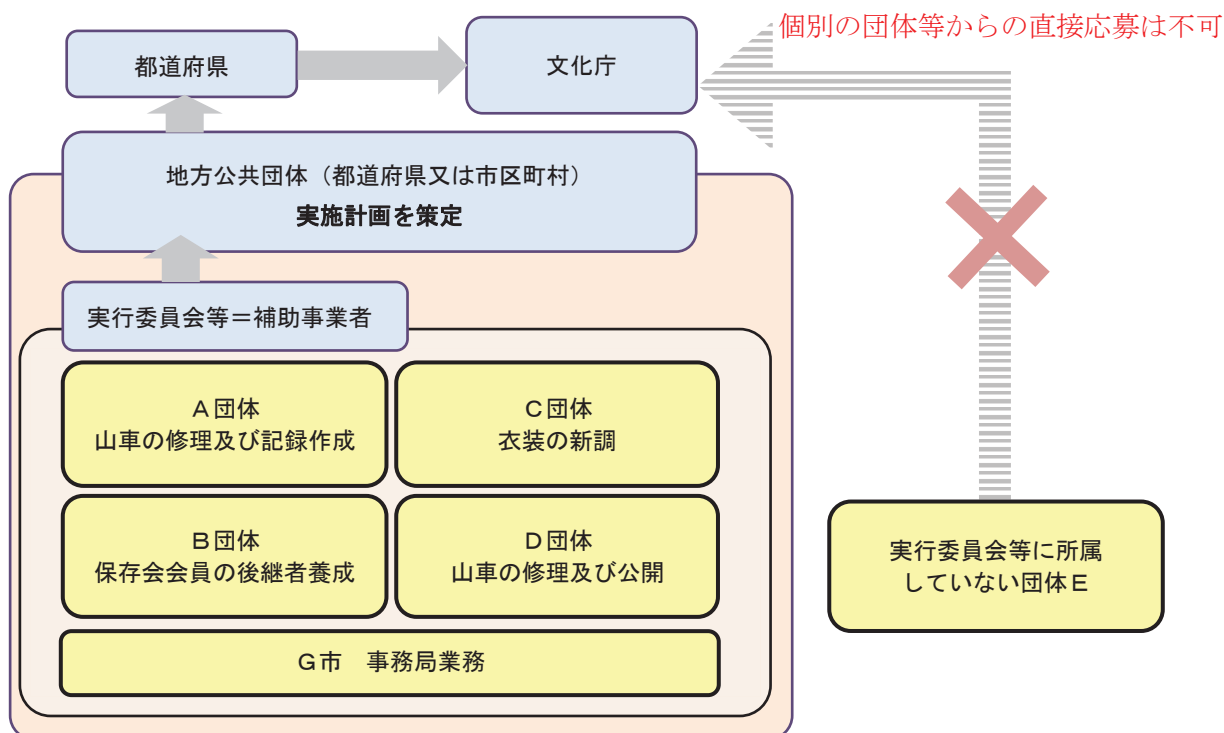 個別の団体等からの直接応募は不可
都道府県
文化庁
地方公共団体（都道府県又は市区町村）
実施計画を策定
実行委員会等＝補助事業者
Ａ団体
山車の修理及び記録作成
Ｃ団体
衣装の新調
Ｂ団体
保存会会員の後継者養成
Ｄ団体
山車の修理及び公開
Ｇ市　事務局業務
実行委員会等に所属
していない団体Ｅ